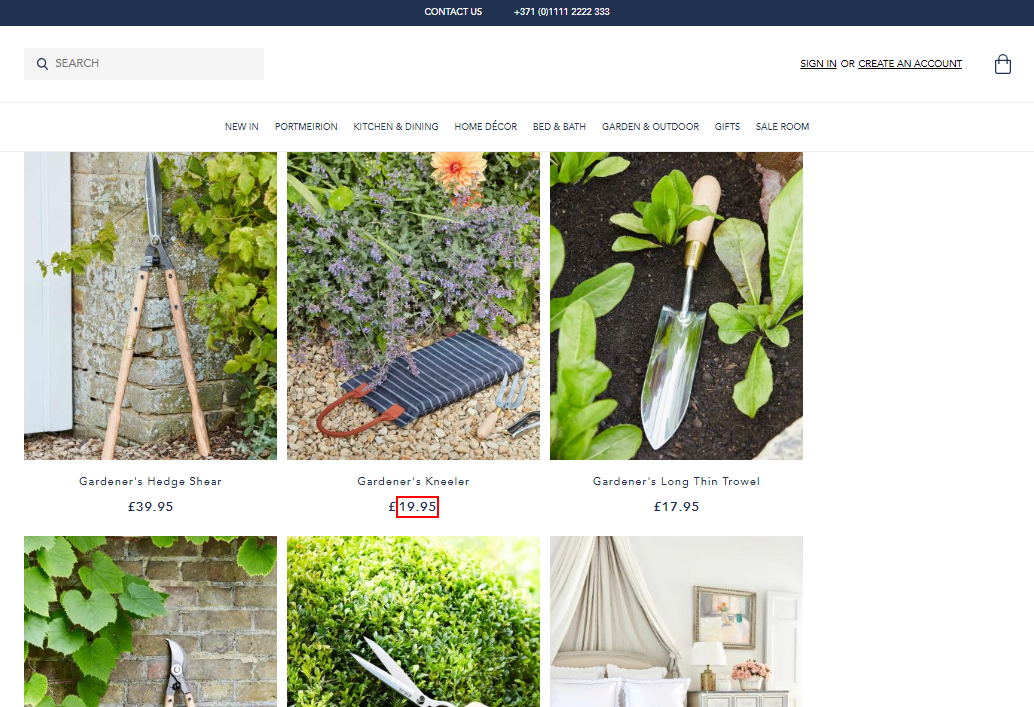 CONTACT US +371 (0)1111 2222 333
SEARCH
SIGN IN OR CREATE AN ACCOUNT
NEW IN PORTMEIRION KITCHEN & DINING HOME DÉCOR BED & BATH GARDEN & OUTDOOR GIFTS SALE ROOM
Gardener's Hedge Shear
£39.95
Gardener's Kneeler
£19.95
Gardener's Long Thin Trowel
£17.95